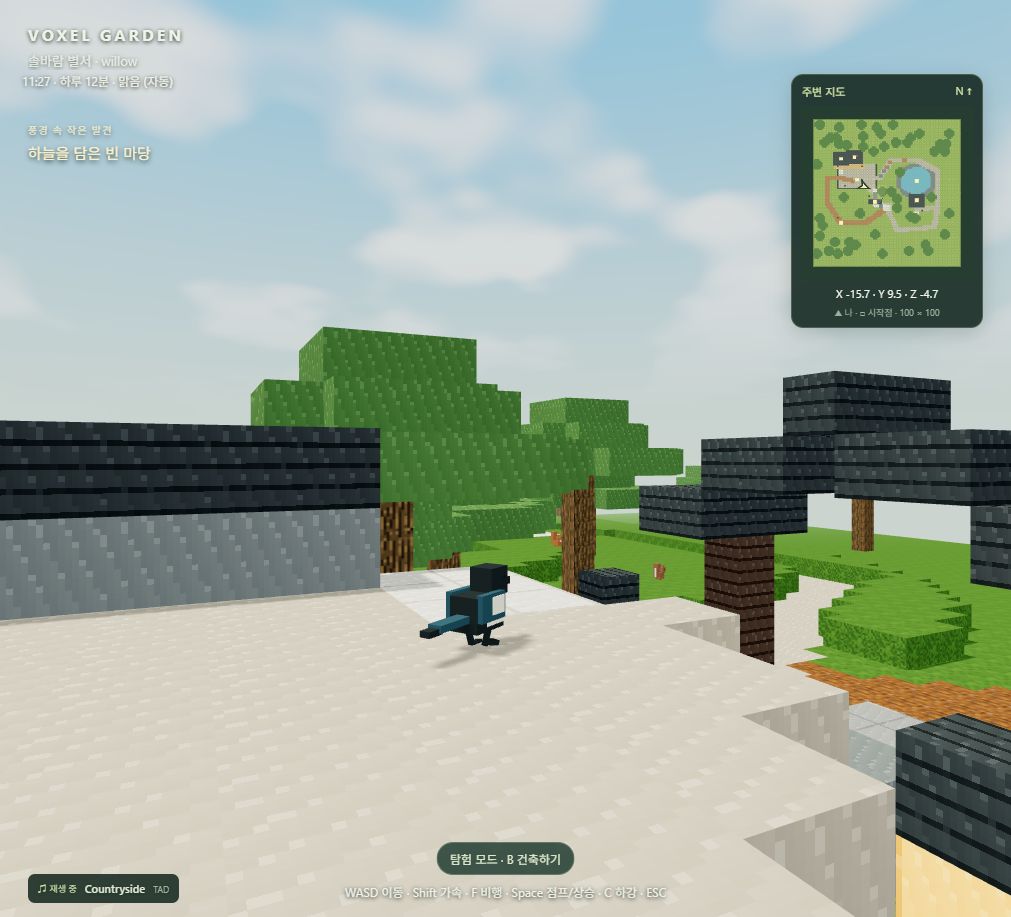 VOXEL GARDEN
솔바람 별서 · willow
11:27 · 하루 12분 · 맑음 (자동)
풍경 속 작은 발견
하늘을 담은 빈 마당
주변 지도 N↑
X -15.7 · Y 9.5 · Z -4.7
▲ 나 · □ 시작점 · 100 × 100
탐험 모드 · B 건축하기
♫ 재생 중 Countryside TAD
WASD 이동 · Shift 가속 · F 비행 · Space 점프/상승 · C 하강 · ESC